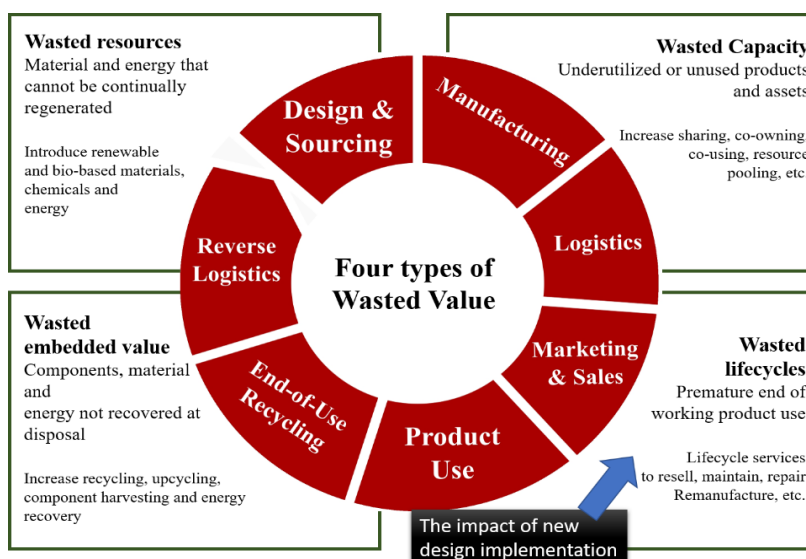 Wasted resources
Material and energy that
cannot be continually
regenerated
Introduce renewable
and bio-based materials,
chemicals and
energy
Wasted Capacity
Underutilized or unused products
and assets
Increase sharing, co-owning,
co-using, resource
pooling, etc
Design &
Sourcing
Manufacturing
Logistics
Marketing
& Sales
Product
Use
End-of-Use
Recycling
Reverse
Logistics
Four types of
Wasted Value
Wasted
embedded value
Components, material
and
energy not recovered at
disposal
Increase recycling, upcycling,
component harvesting and energy
recovery
Wasted
lifecycles
Premature end of
working product use
Lifecycle services
to resell, maintain, repair
Remanufacture, etc.
The impact of new
design implementation